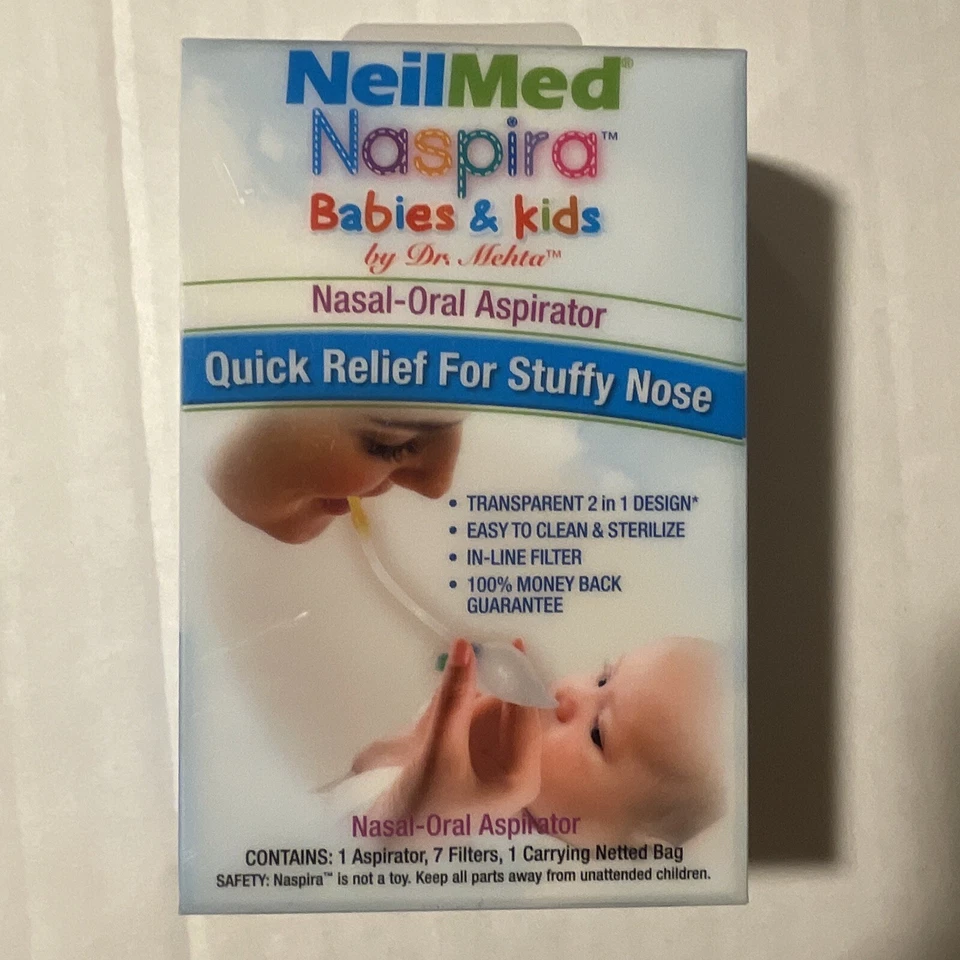 NeilMed®
Naspira™
Babies & kids
by Dr. Mehta™
Nasal-Oral Aspirator
Quick Relief For Stuffy Nose
• TRANSPARENT 2 in 1 DESIGN*
• EASY TO CLEAN & STERILIZE
• IN-LINE FILTER
• 100% MONEY BACK
GUARANTEE
Nasal-Oral Aspirator
CONTAINS: 1 Aspirator, 7 Filters, 1 Carrying Netted Bag
SAFETY: Naspira™ is not a toy. Keep all parts away from unattended children.